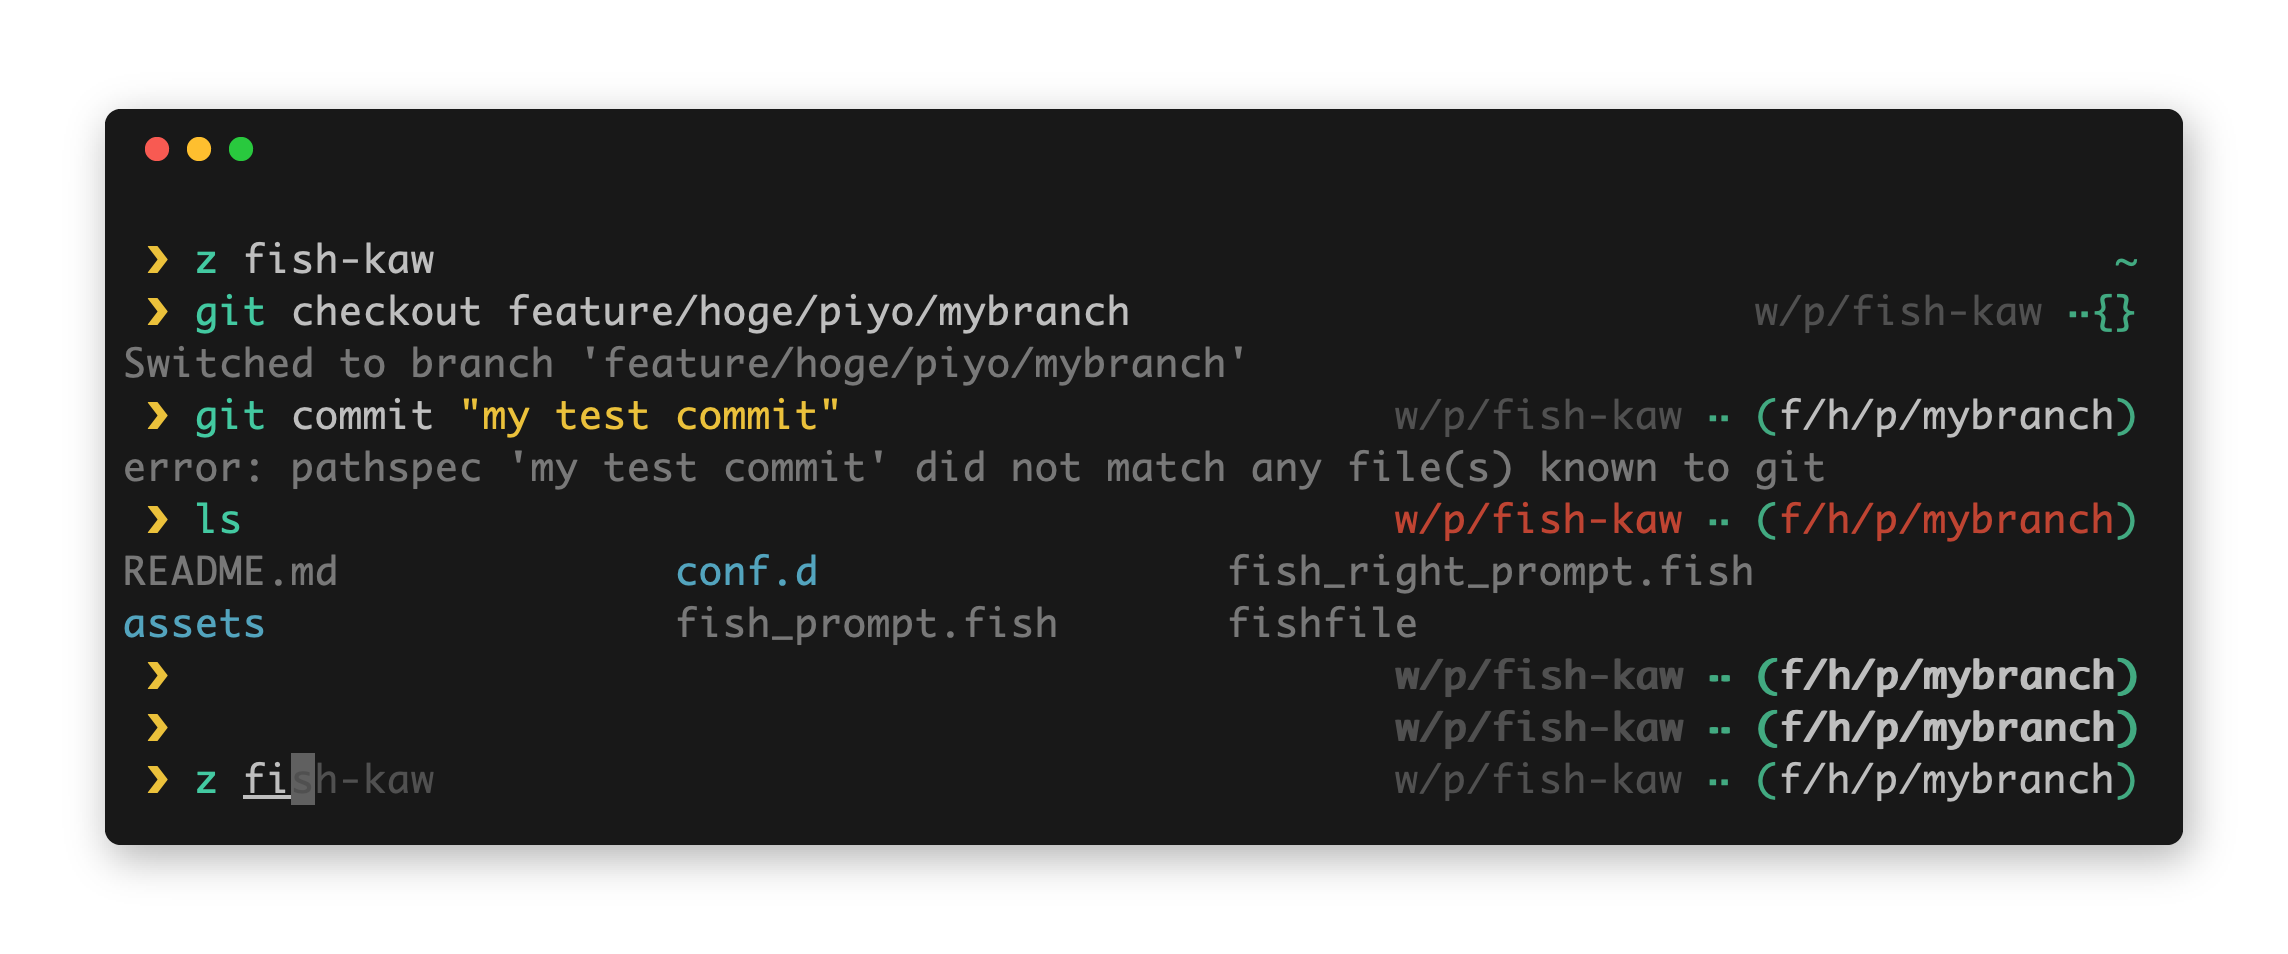 ❯ z fish-kaw ~
❯ git checkout feature/hoge/piyo/mybranch w/p/fish-kaw ··{}
Switched to branch 'feature/hoge/piyo/mybranch'
❯ git commit "my test commit" w/p/fish-kaw ·· (f/h/p/mybranch)
error: pathspec 'my test commit' did not match any file(s) known to git
❯ ls w/p/fish-kaw ·· (f/h/p/mybranch)
README.md conf.d fish_right_prompt.fish
assets fish_prompt.fish fishfile
❯ w/p/fish-kaw ·· (f/h/p/mybranch)
❯ w/p/fish-kaw ·· (f/h/p/mybranch)
❯ z fish-kaw w/p/fish-kaw ·· (f/h/p/mybranch)